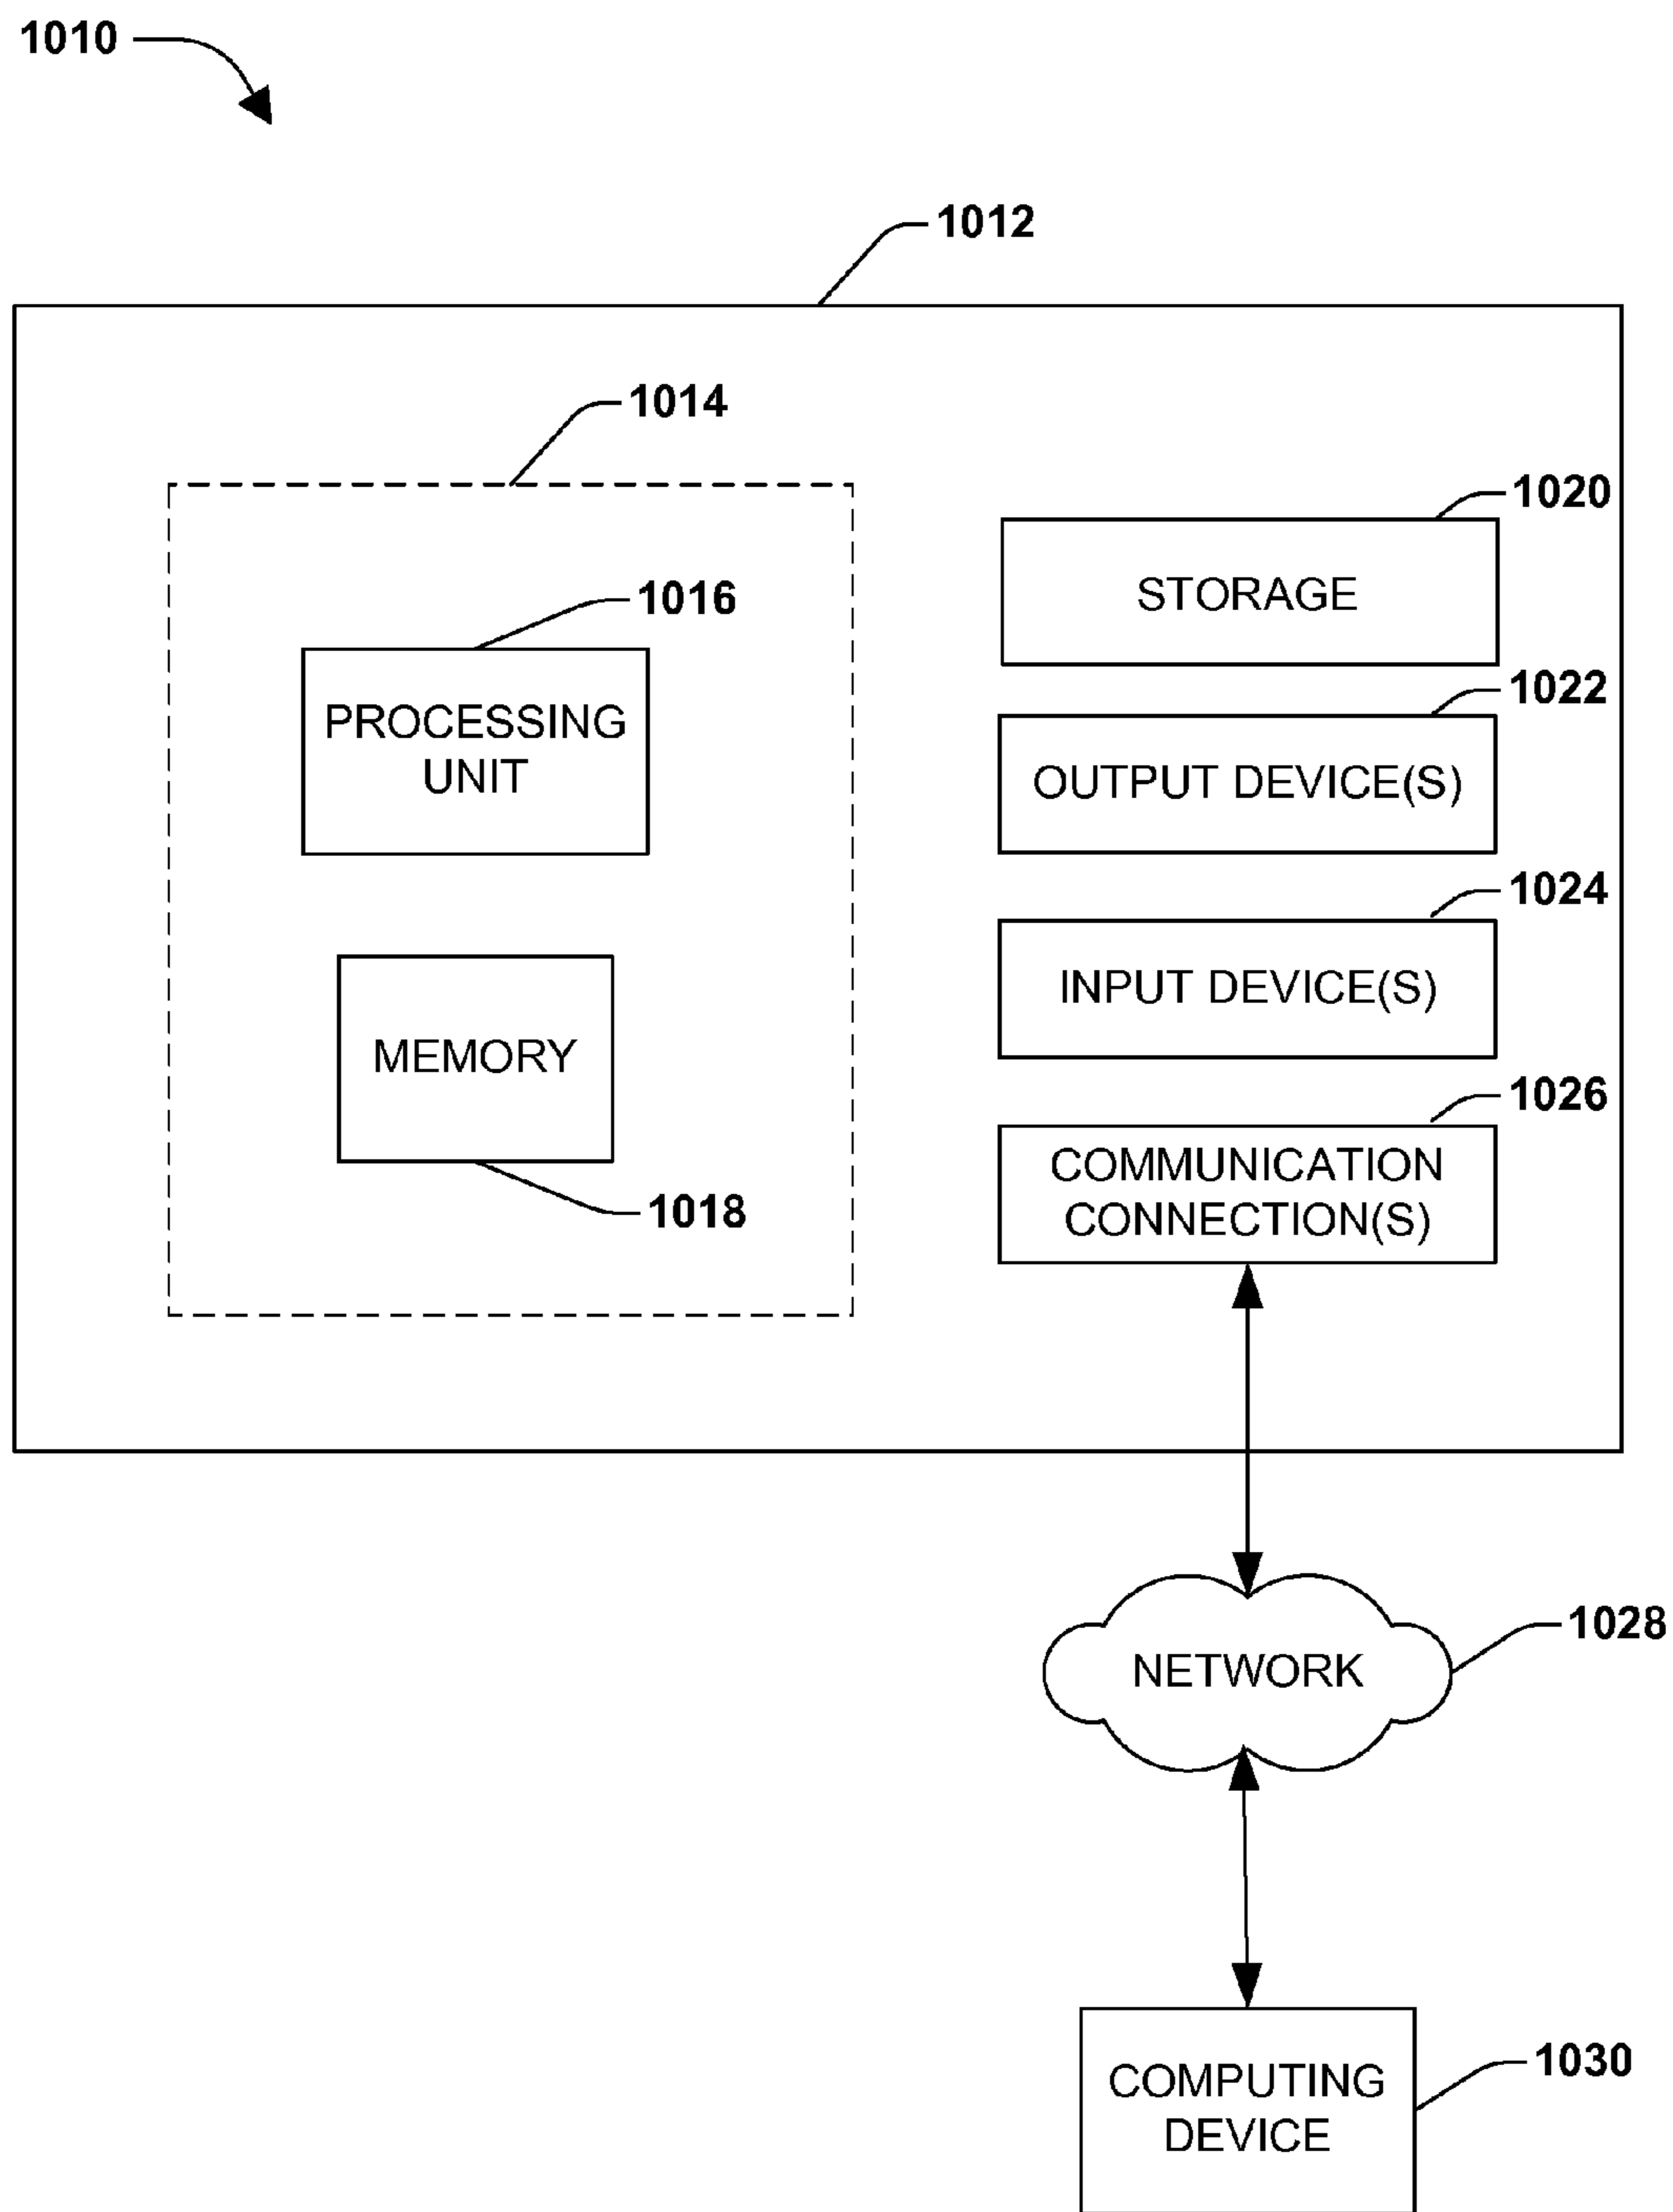 1010
1012
1014
1020
STORAGE
1016
PROCESSING
UNIT
1022
OUTPUT DEVICE(S)
1024
INPUT DEVICE(S)
MEMORY
1018
1026
COMMUNICATION
CONNECTION(S)
1028
NETWORK
1030
COMPUTING
DEVICE